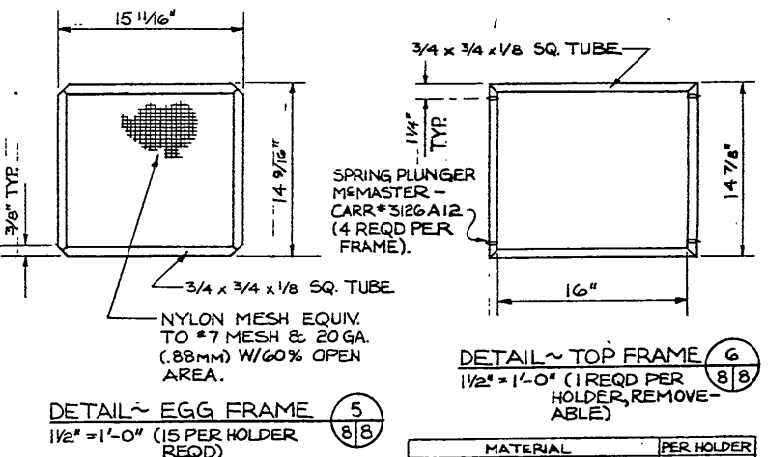 15 11/16"
3/4 x 3/4 x 1/8 SQ. TUBE
1 1/4" TYP.
3/8" TYP.
14 9/16"
14 7/8"
SPRING PLUNGER
McMASTER-
CARR #3126A12
(4 REQD PER
FRAME).
16"
3/4 x 3/4 x 1/8 SQ. TUBE
NYLON MESH EQUIV.
TO #7 MESH & 20 GA.
(.88MM) W/60% OPEN
AREA.
DETAIL~ TOP FRAME 6
8 8
1 1/2" = 1'-0" (1 REQD PER
HOLDER, REMOVE-
ABLE)
DETAIL~ EGG FRAME 5
8 8
1 1/2" = 1'-0" (15 PER HOLDER
REQD)
MATERIAL PER HOLDER